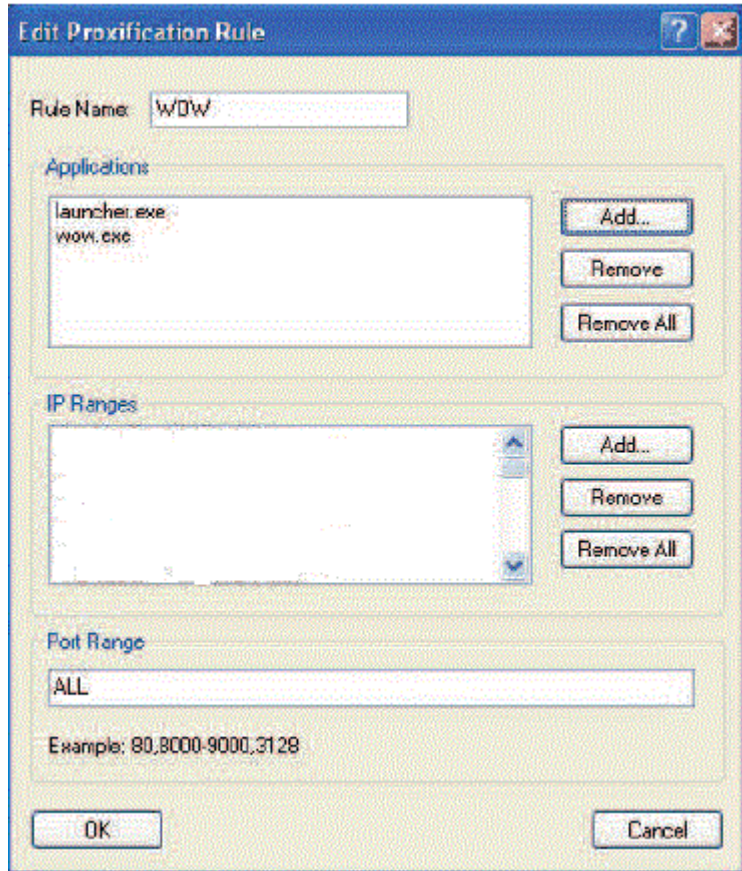 Edit Proxification Rule
Rule Name: WOW
Applications
launcher.exe
wow.exe
Add...
Remove
Remove All
IP Ranges
Add...
Remove
Remove All
Port Range
ALL
Example: 80,8000-9000,3128
OK
Cancel